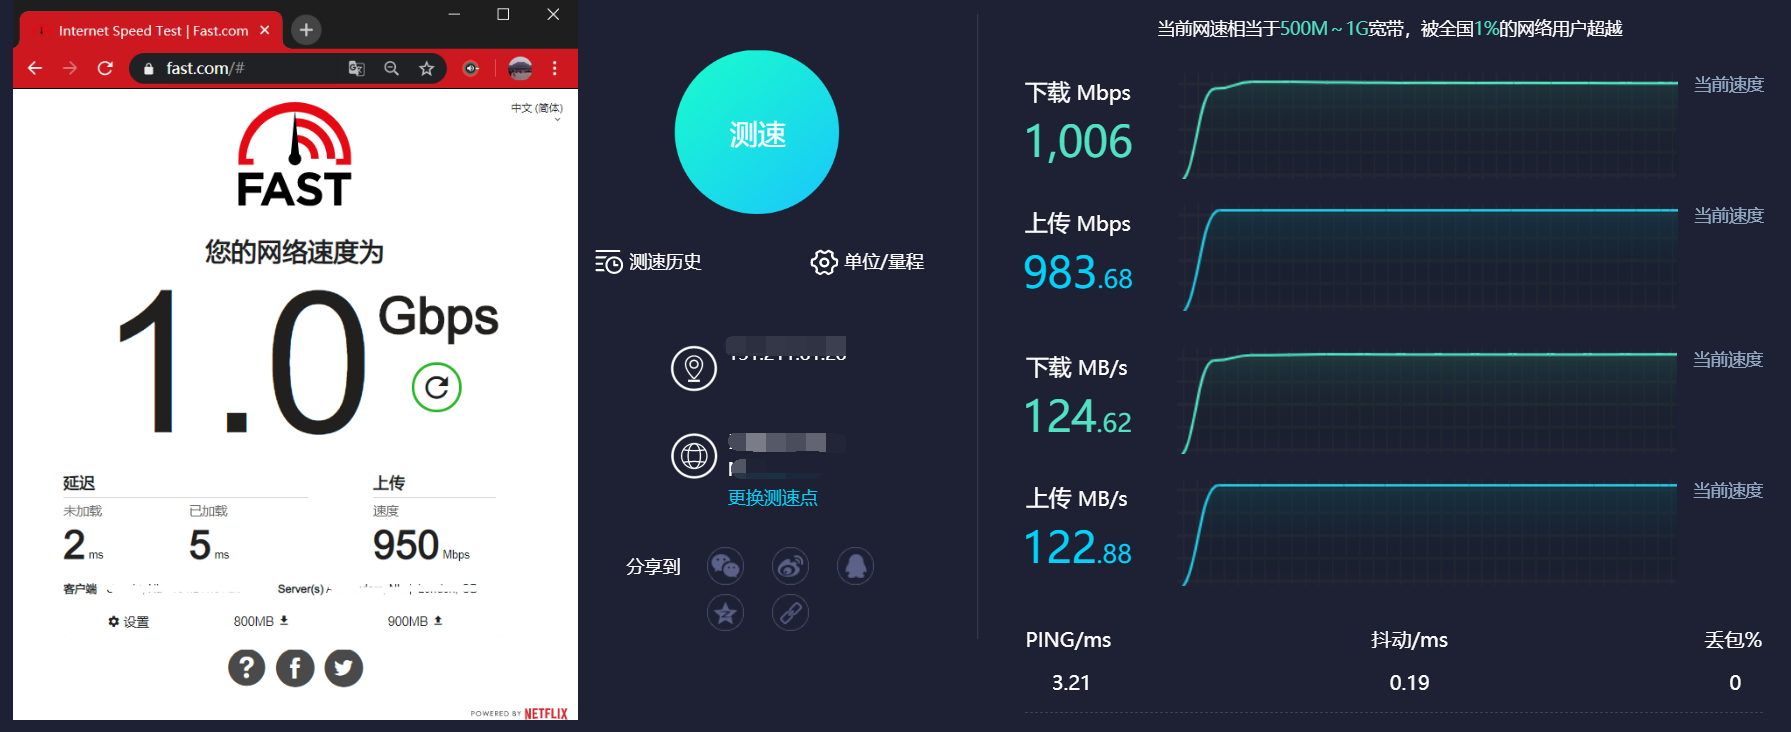 Internet Speed Test | Fast.com
fast.com/#
中文 (简体)
FAST
您的网络速度为
1.0 Gbps
延迟
上传
未加载
已加载
速度
2 ms
5 ms
950 Mbps
客户端
Server(s)
London, GB
设置
800MB
900MB
POWERED BY NETFLIX
测速
测速历史
单位/量程
更换测速点
分享到
当前网速相当于500M～1G宽带，被全国1%的网络用户超越
下载 Mbps
1,006
当前速度
上传 Mbps
983.68
当前速度
下载 MB/s
124.62
当前速度
上传 MB/s
122.88
当前速度
PING/ms
抖动/ms
丢包%
3.21
0.19
0